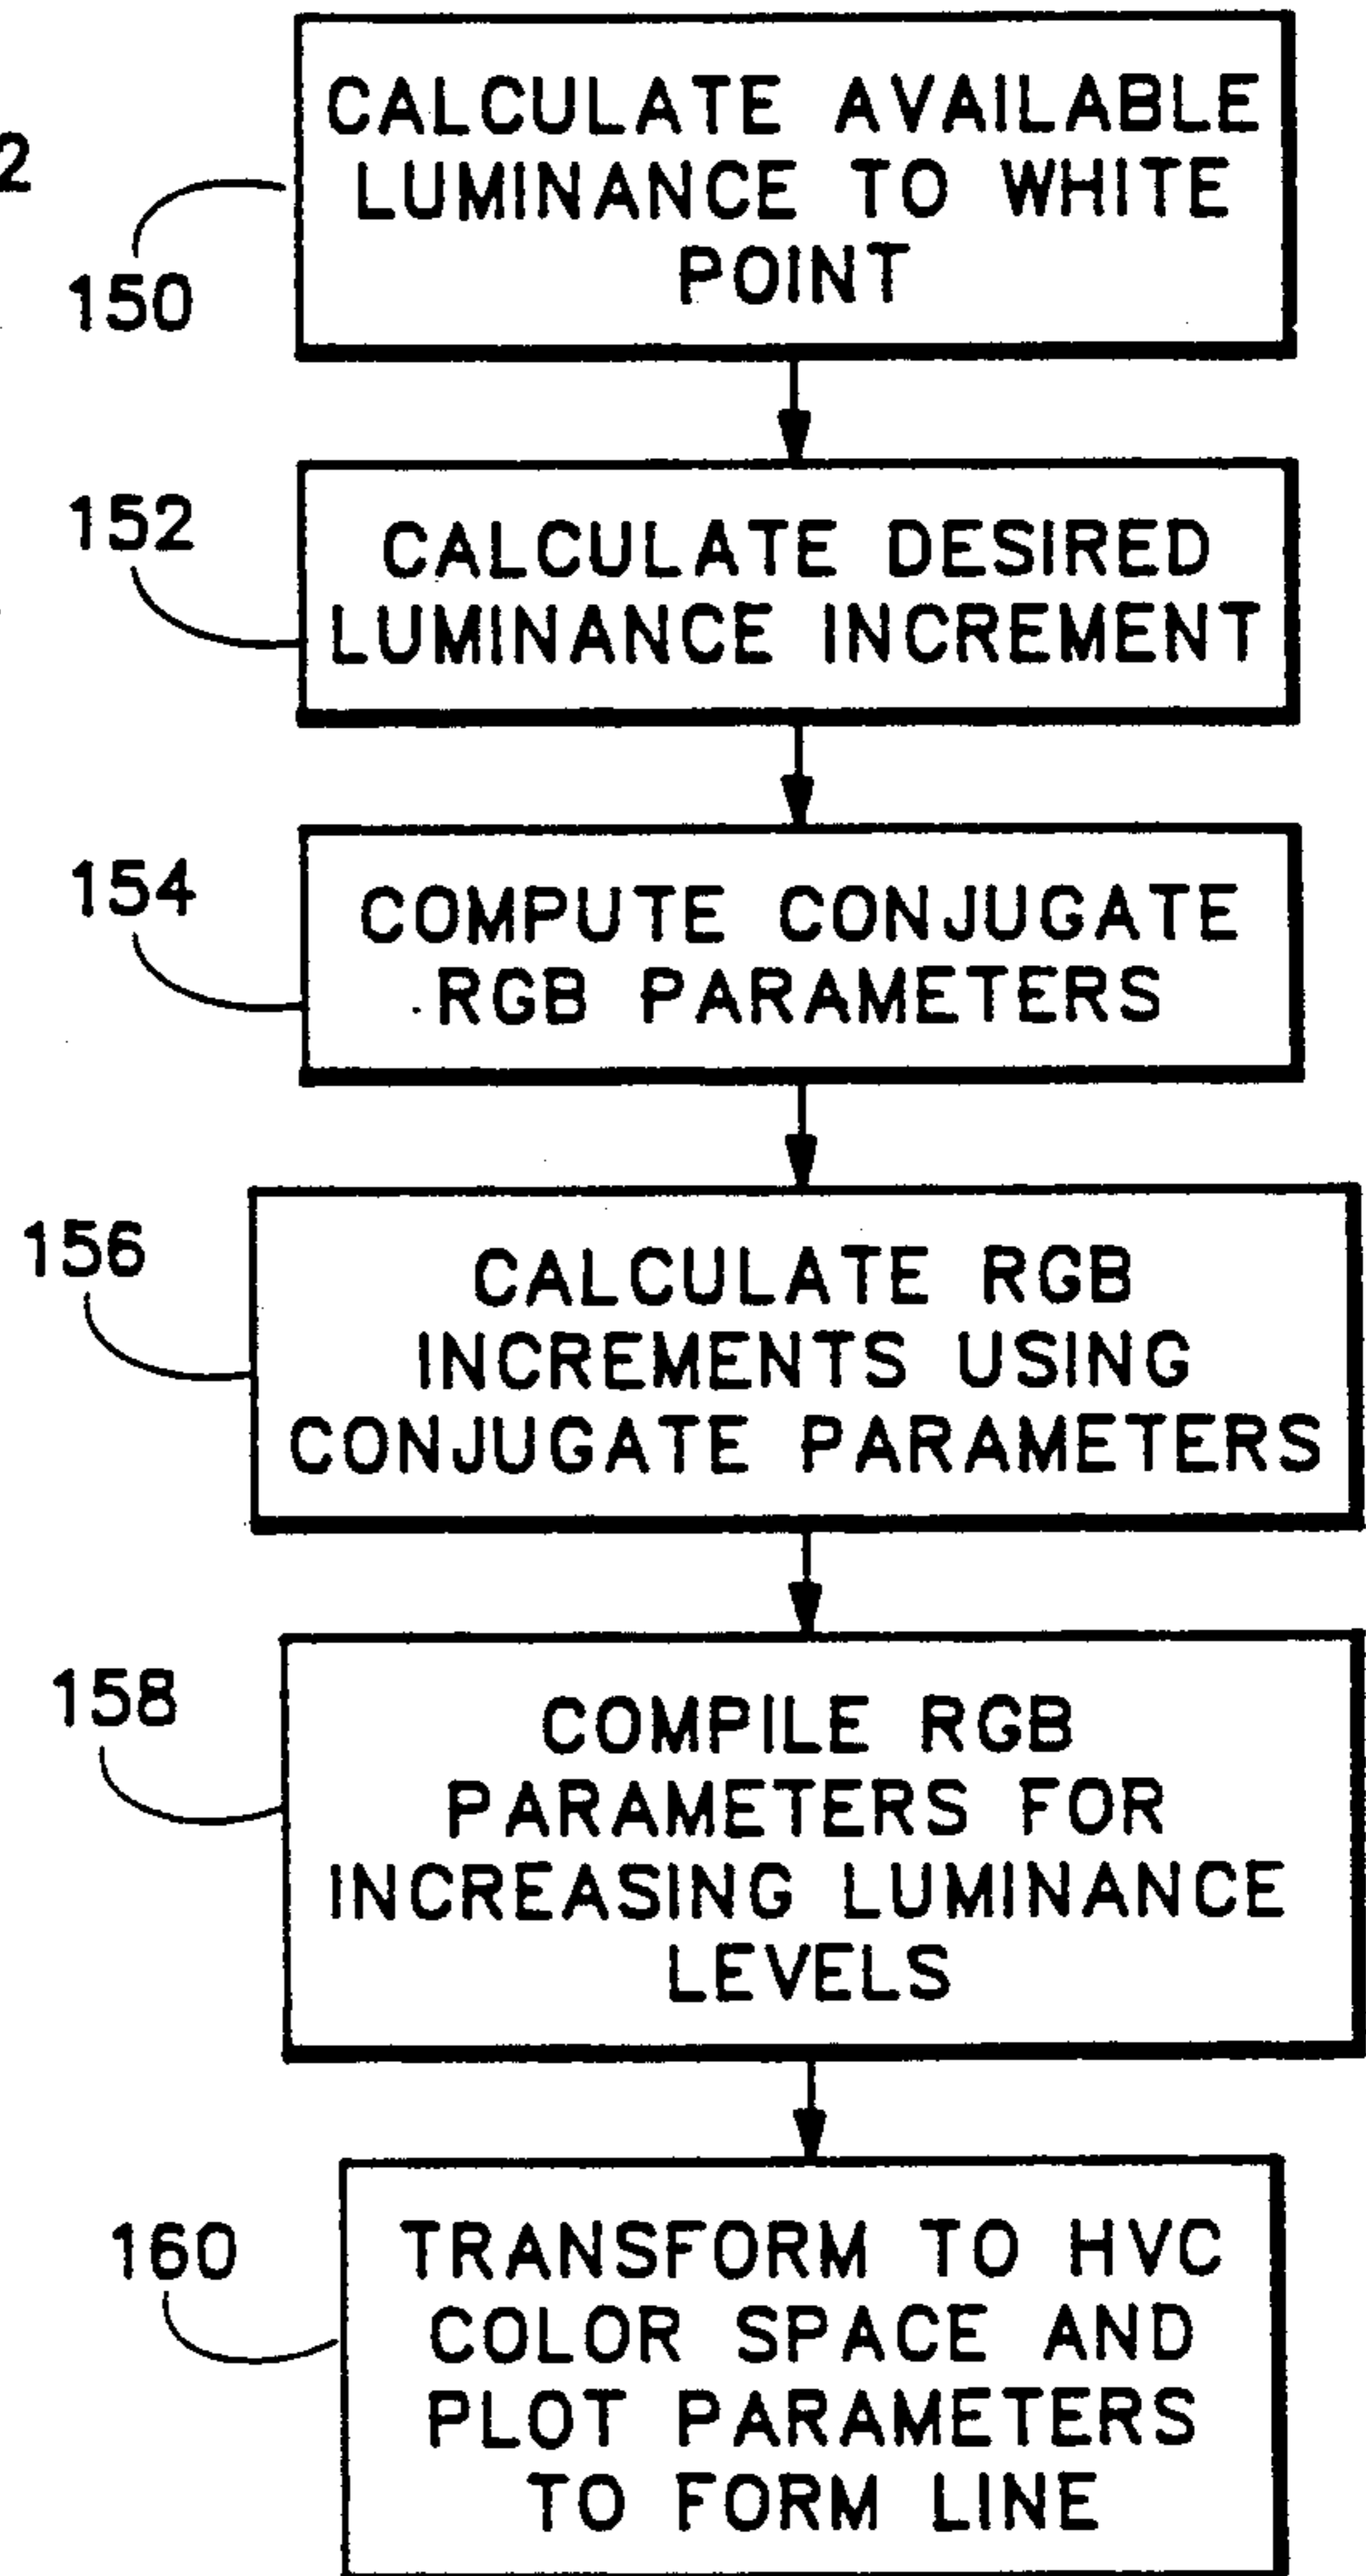 2
CALCULATE AVAILABLE
LUMINANCE TO WHITE
POINT
150
152
CALCULATE DESIRED
LUMINANCE INCREMENT
154
COMPUTE CONJUGATE
RGB PARAMETERS
156
CALCULATE RGB
INCREMENTS USING
CONJUGATE PARAMETERS
158
COMPILE RGB
PARAMETERS FOR
INCREASING LUMINANCE
LEVELS
160
TRANSFORM TO HVC
COLOR SPACE AND
PLOT PARAMETERS
TO FORM LINE